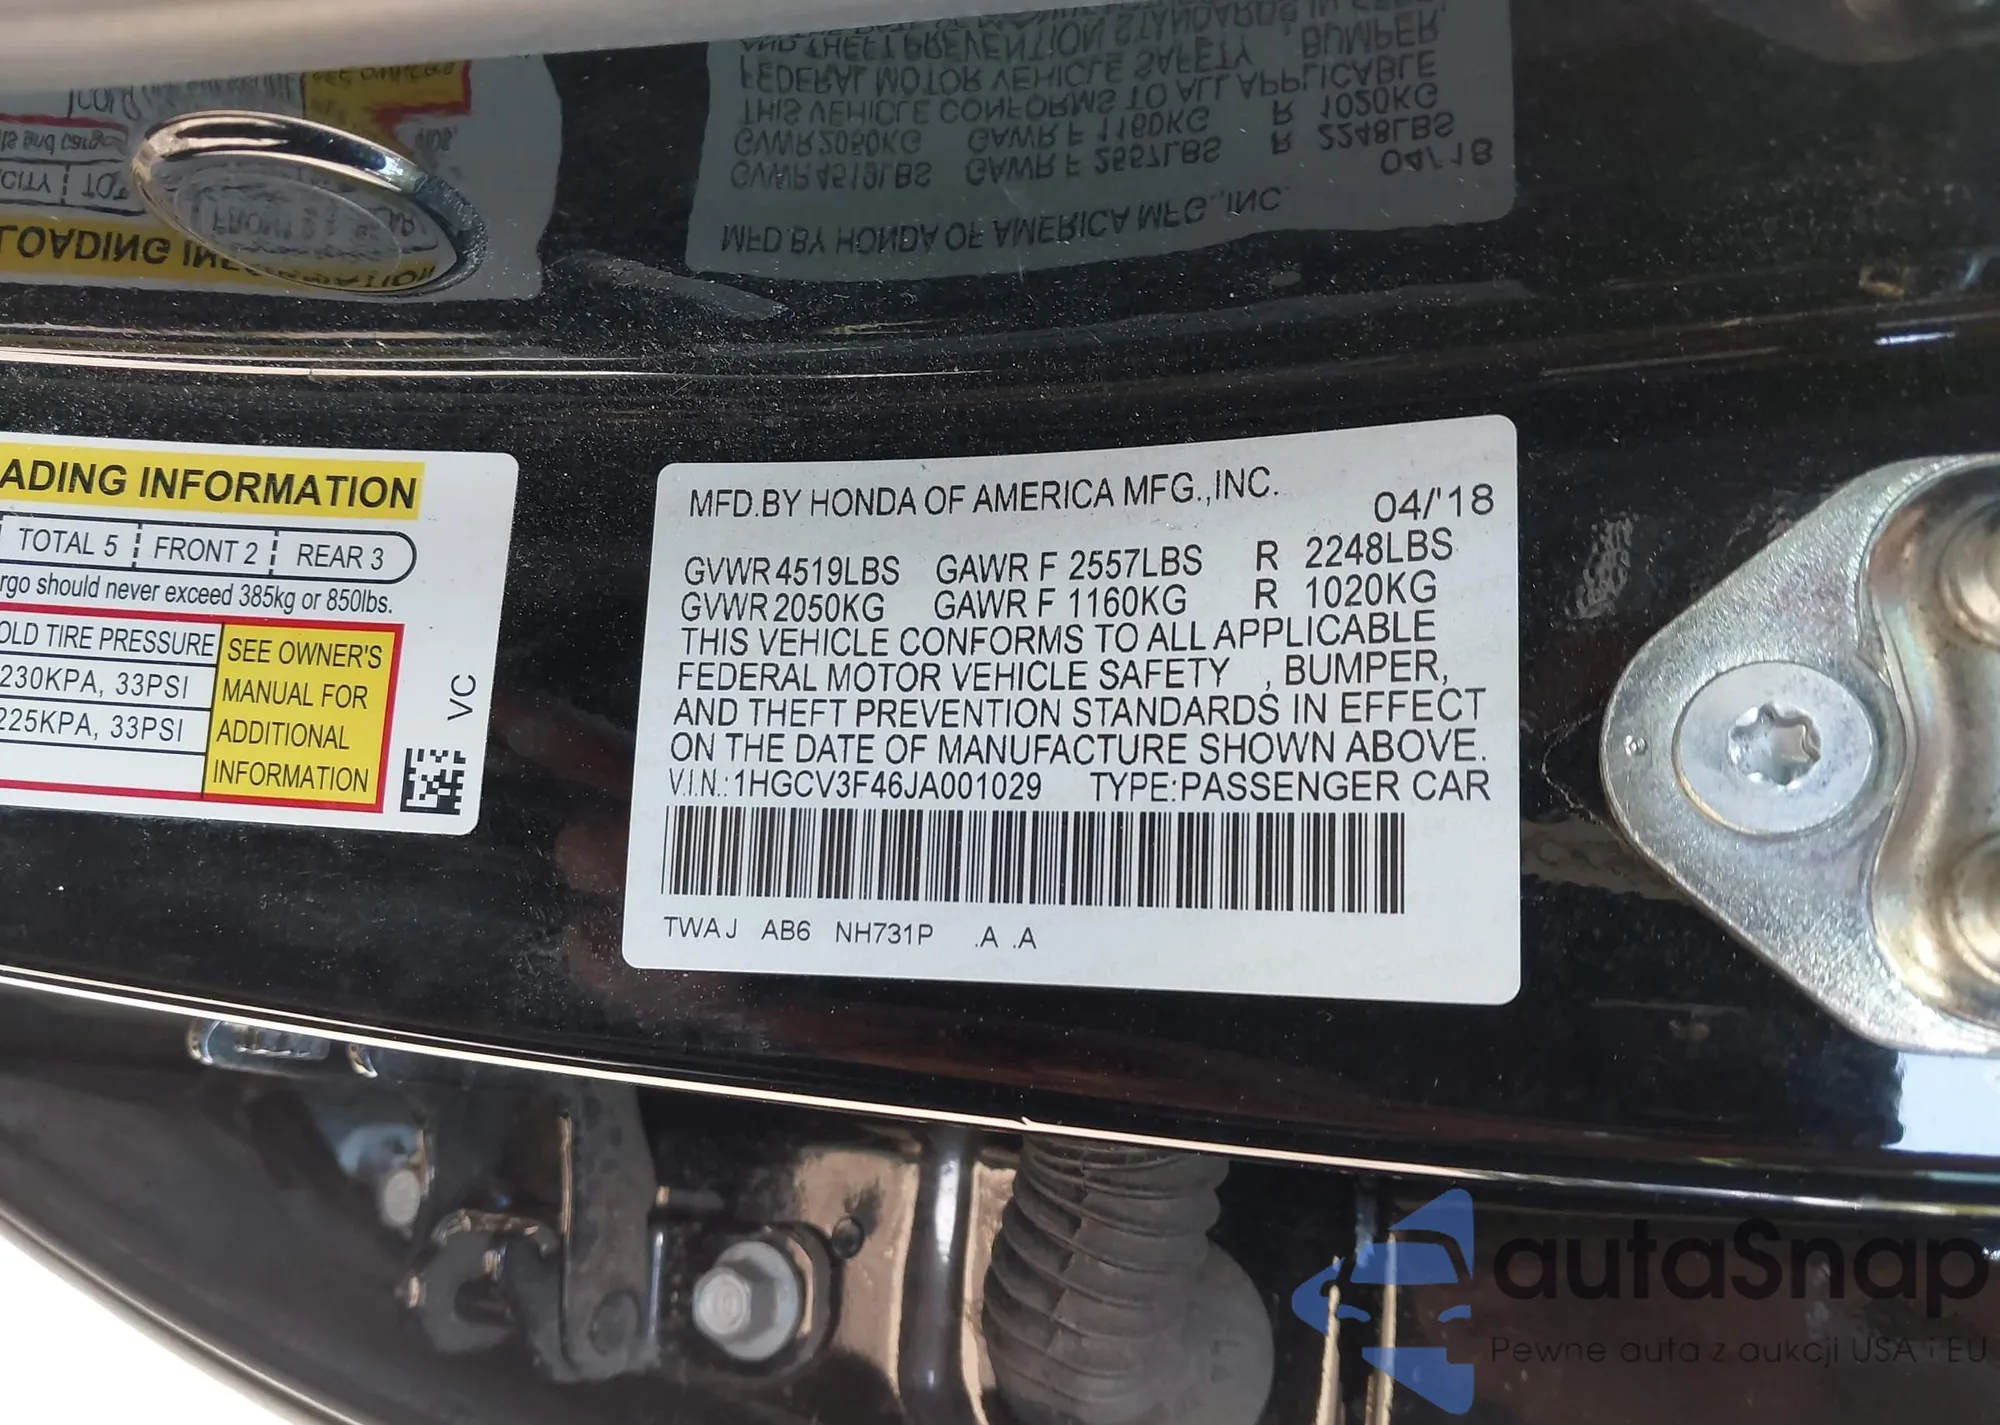 ADING INFORMATION
TOTAL 5 FRONT 2 REAR 3
rgo should never exceed 385kg or 850lbs.
OLD TIRE PRESSURE
230KPA, 33PSI
225KPA, 33PSI
SEE OWNER'S
MANUAL FOR
ADDITIONAL
INFORMATION
VC
MFD.BY HONDA OF AMERICA MFG.,INC.
04/'18
GVWR 4519LBS GAWR F 2557LBS R 2248LBS
GVWR 2050KG GAWR F 1160KG R 1020KG
THIS VEHICLE CONFORMS TO ALL APPLICABLE
FEDERAL MOTOR VEHICLE SAFETY , BUMPER,
AND THEFT PREVENTION STANDARDS IN EFFECT
ON THE DATE OF MANUFACTURE SHOWN ABOVE.
V.I.N.: 1HGCV3F46JA001029 TYPE:PASSENGER CAR
TWAJ AB6 NH731P .A .A
autoSnap
Pewne auta z aukcji USA i EU